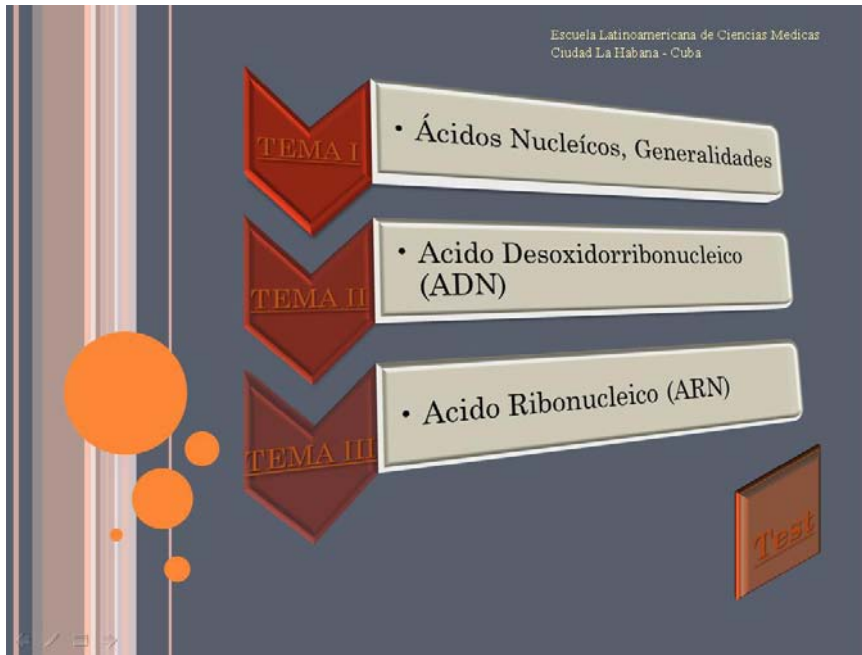 Escuela Latinoamericana de Ciencias Medicas
Ciudad La Habana - Cuba
TEMA I
• Ácidos Nucleícos, Generalidades
TEMA II
• Acido Desoxidorribonucleico
(ADN)
TEMA III
• Acido Ribonucleico (ARN)
Test